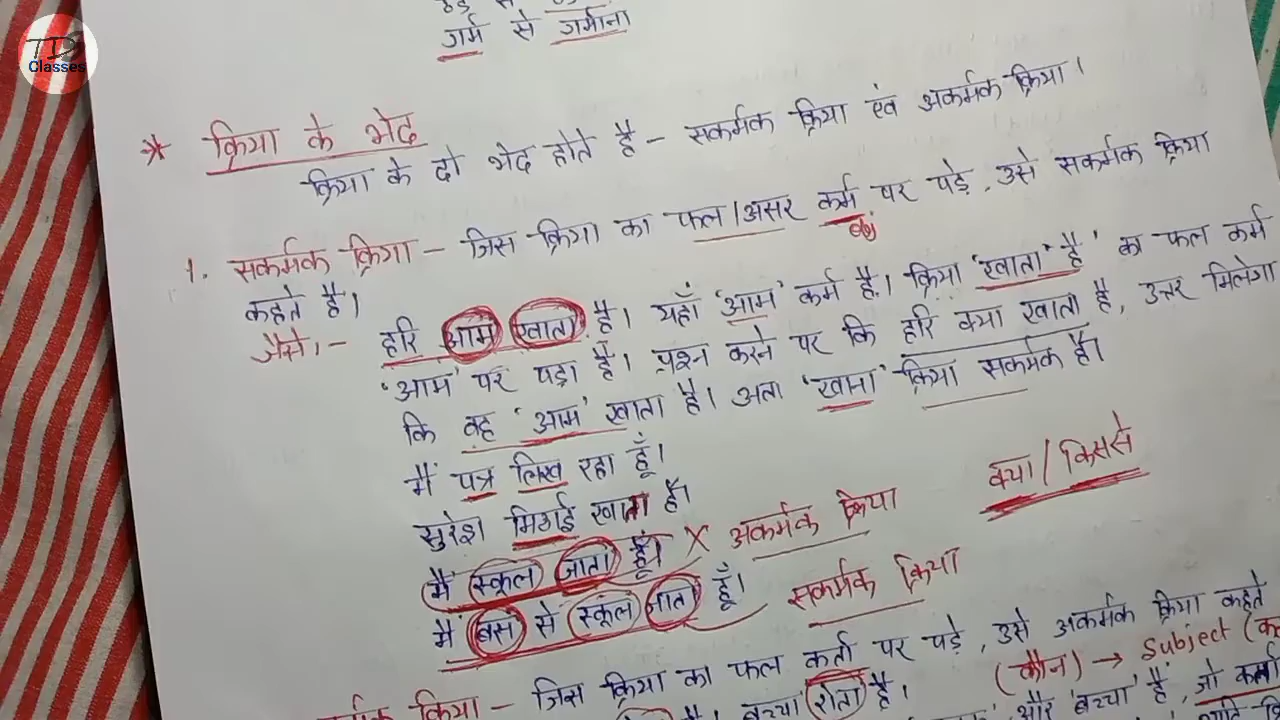 TDS
Classes
गर्म से गर्माना
* क्रिया के भेद
क्रिया के दो भेद होते है - सकर्मक क्रिया एंव अकर्मक क्रिया।
1. सकर्मक क्रिया - जिस क्रिया का फल।असर कर्म पर पड़े, उसे सकर्मक क्रिया
obj
कहते है।
जैसे।- हरि आम खाता है। यहाँ 'आम' कर्म है। क्रिया 'खाता' है' का फल कर्म
'आम' पर पड़ा है। प्रश्न करने पर कि हरि क्या खाता है, उत्तर मिलेगा
कि वह 'आम' खाता है। अतः 'खाना' क्रिया सकर्मक है।
मैं पत्र लिख रहा हूँ।
क्या / किससे
सुरेश मिठाई खाता है।
मैं स्कूल जाता हूँ। X अकर्मक क्रिया
मैं बस से स्कूल जाता हूँ। सकर्मक क्रिया
क्रिया - जिस क्रिया का फल कर्ता पर पड़े, उसे अकर्मक क्रिया कहते
(कौन) → Subject
है। बच्चा रोता है। और 'बच्चा' है, जो कर्ता